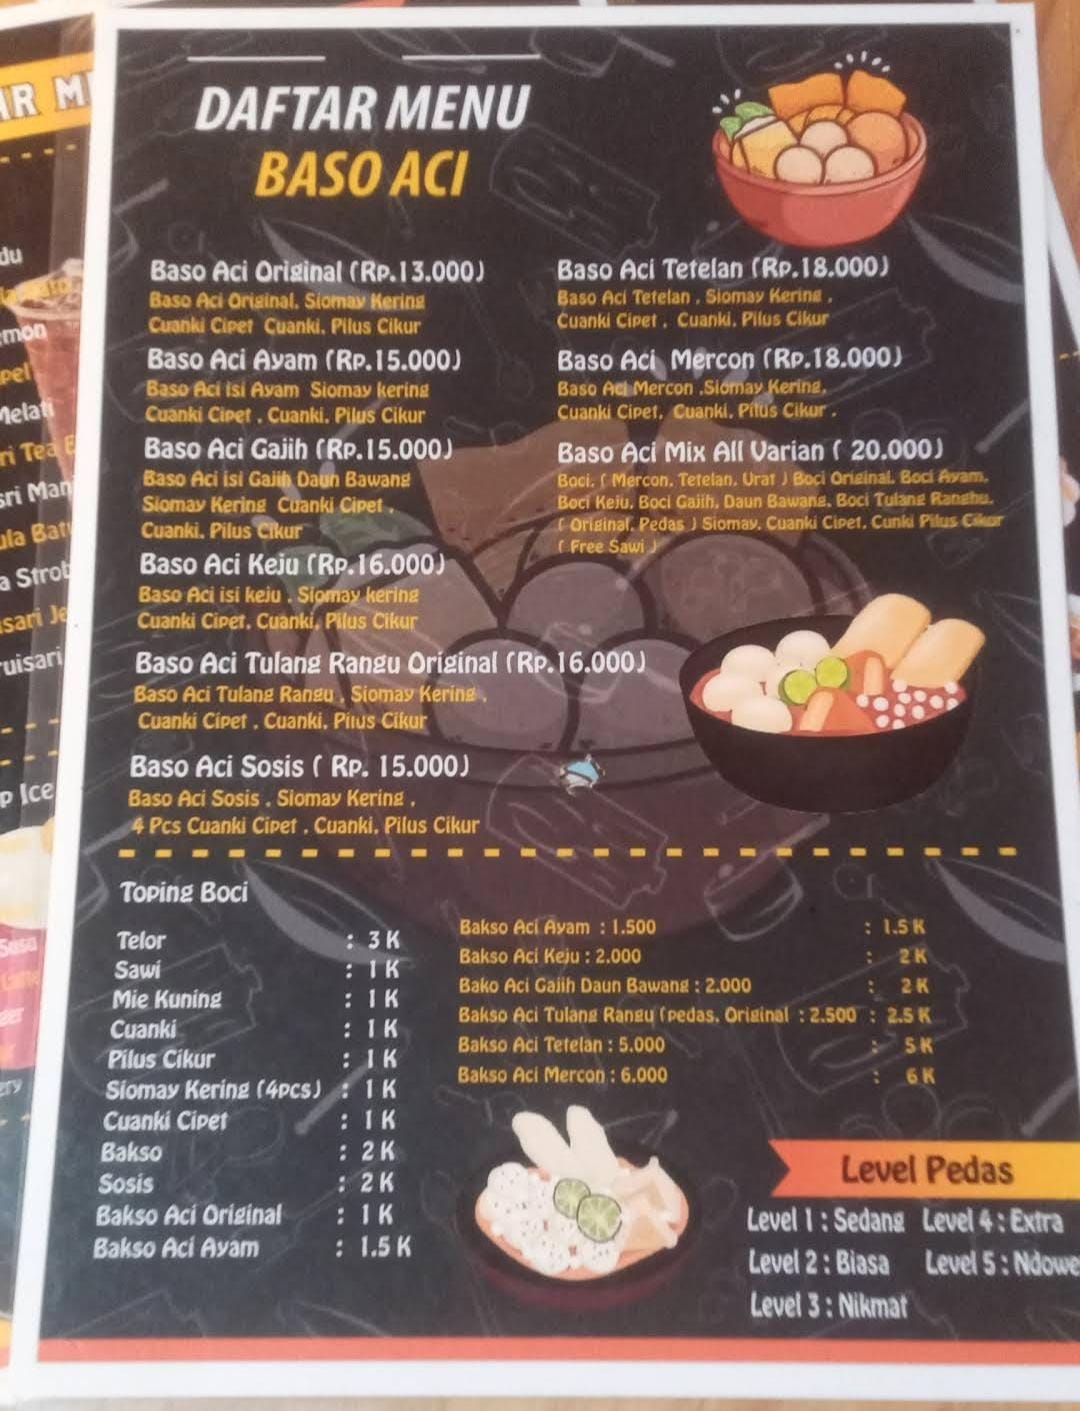 DAFTAR MENU
BASO ACI
Baso Aci Original (Rp.13.000)
Baso Aci Original, Siomay Kering
Cuanki Cipet Cuanki, Pilus Cikur
Baso Aci Ayam (Rp.15.000)
Baso Aci isi Ayam Siomay kering
Cuanki Cipet , Cuanki, Pilus Cikur
Baso Aci Gajih (Rp.15.000)
Baso Aci isi Gajih Daun Bawang
Siomay Kering Cuanki Cipet ,
Cuanki, Pilus Cikur
Baso Aci Keju (Rp.16.000)
Baso Aci isi keju , Siomay kering
Cuanki Cipet, Cuanki, Pilus Cikur
Baso Aci Tulang Rangu Original (Rp.16.000)
Baso Aci Tulang Rangu , Siomay Kering ,
Cuanki Cipet , Cuanki, Pilus Cikur
Baso Aci Sosis ( Rp. 15.000)
Baso Aci Sosis , Siomay Kering ,
4 Pcs Cuanki Cipet , Cuanki, Pilus Cikur
Baso Aci Tetelan (Rp.18.000)
Baso Aci Tetelan , Siomay Kering ,
Cuanki Cipet , Cuanki, Pilus Cikur
Baso Aci Mercon (Rp.18.000)
Baso Aci Mercon ,Siomay Kering,
Cuanki Cipet, Cuanki, Pilus Cikur ,
Baso Aci Mix All Varian ( 20.000)
Boci, ( Mercon, Tetelan, Urat ) Boci Original, Boci Ayam,
Boci Keju, Boci Gajih, Daun Bawang, Boci Tulang Ranghu,
( Original, Pedas ) Siomay, Cuanki Cipet, Cunki Pilus Cikur
( Free Sawi )
Toping Boci
Telor : 3 K
Sawi : 1 K
Mie Kuning : 1 K
Cuanki : 1 K
Pilus Cikur : 1 K
Siomay Kering (4pcs) : 1 K
Cuanki Cipet : 1 K
Bakso : 2 K
Sosis : 2 K
Bakso Aci Original : 1 K
Bakso Aci Ayam : 1.5 K
Bakso Aci Ayam : 1.500 : 1.5 K
Bakso Aci Keju : 2.000 : 2 K
Bako Aci Gajih Daun Bawang : 2.000 : 2 K
Bakso Aci Tulang Rangu (pedas, Original : 2.500 : 2.5 K
Bakso Aci Tetelan : 5.000 : 5 K
Bakso Aci Mercon : 6.000 : 6 K
Level Pedas
Level 1 : Sedang Level 4 : Extra
Level 2 : Biasa Level 5 : Ndowe
Level 3 : Nikmat